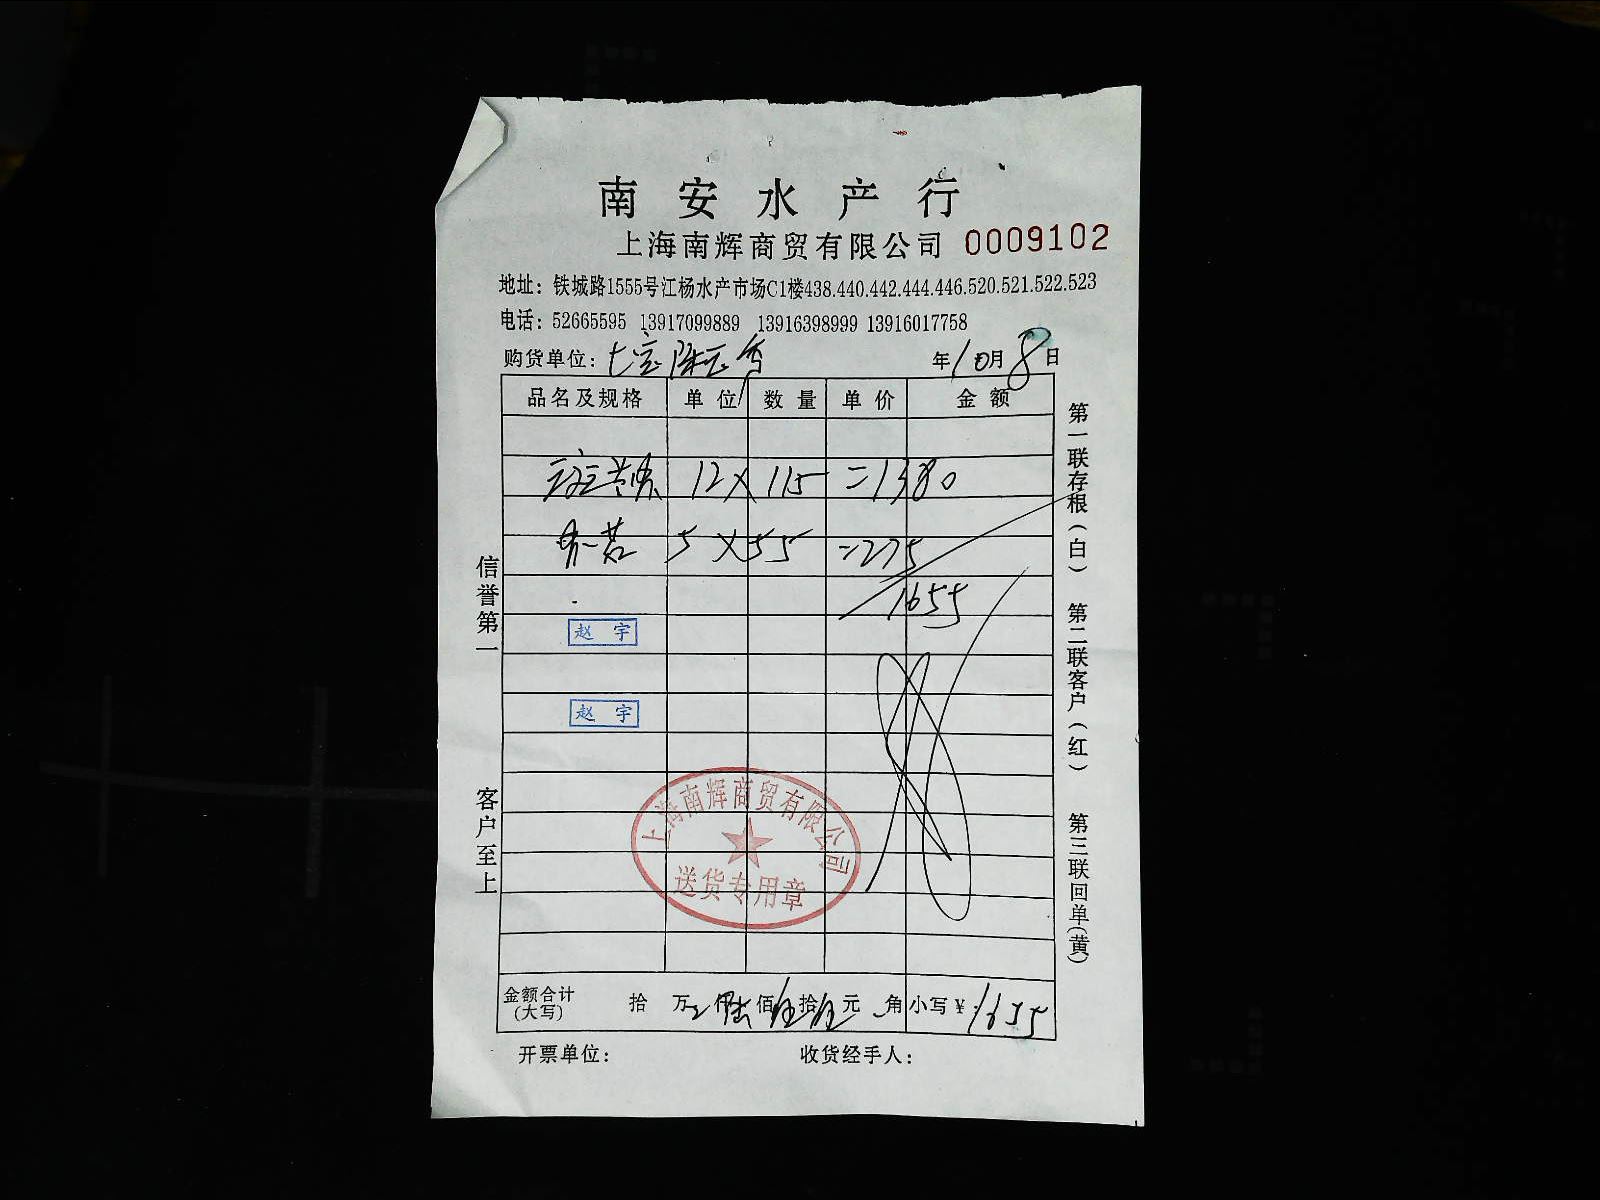 南安水产行
上海南辉商贸有限公司 0009102
地址：铁城路1555号江杨水产市场C1楼438.440.442.444.446.520.521.522.523
电话：52665595 13917099889 13916398999 13916017758
购货单位：七宝 年10月8日
品名及规格 单位 数量 单价 金额
12×115=1380
5×55=275
1655
赵宇
赵宇
上海南辉商贸有限公司
送货专用章
金额合计(大写) 拾 万 仟陆佰伍拾伍元 角 小写¥1655
开票单位： 收货经手人：
信誉第一
客户至上
第一联存根(白)
第二联客户(红)
第三联回单(黄)